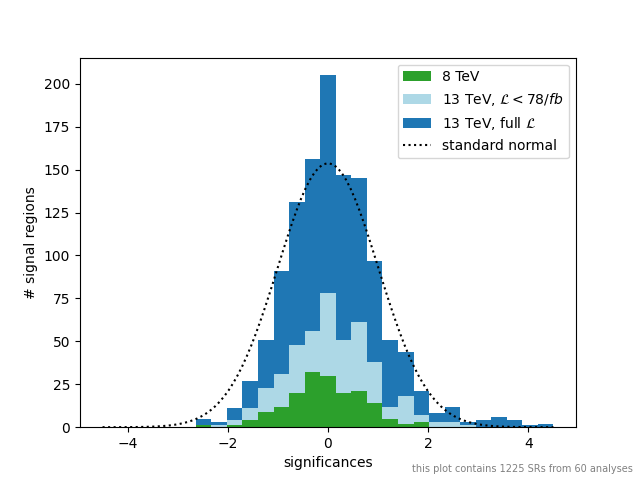 8 TeV
13 TeV, ℒ < 78/fb
13 TeV, full ℒ
standard normal
200
175
150
125
100
75
50
25
0
# signal regions
−4 −2 0 2 4
significances
this plot contains 1225 SRs from 60 analyses